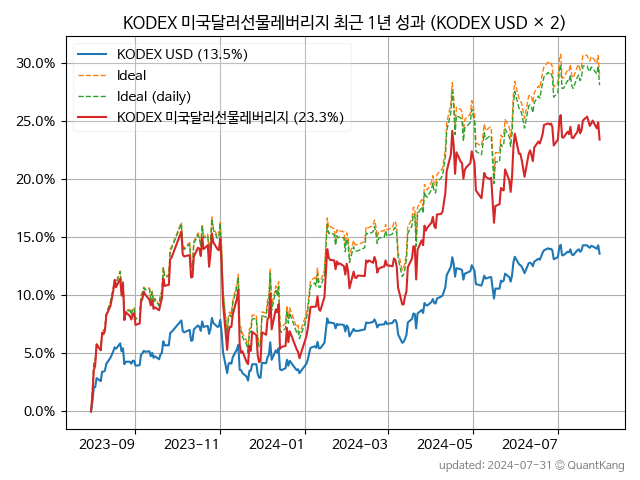 KODEX 미국달러선물레버리지 최근 1년 성과 (KODEX USD × 2)
KODEX USD (13.5%)
Ideal
Ideal (daily)
KODEX 미국달러선물레버리지 (23.3%)
30.0%
25.0%
20.0%
15.0%
10.0%
5.0%
0.0%
2023-09 2023-11 2024-01 2024-03 2024-05 2024-07
updated: 2024-07-31 © QuantKang